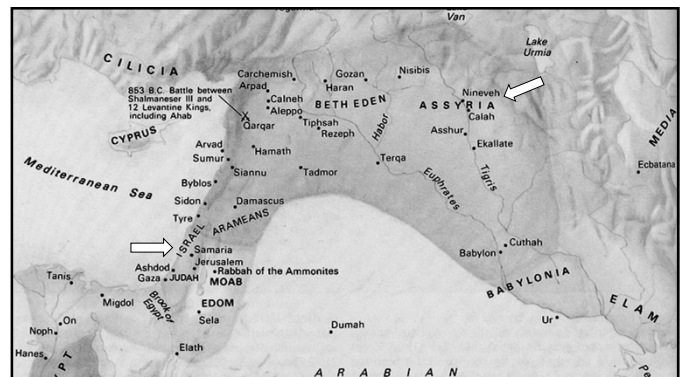 Van
Lake
Urmia
CILICIA
Carchemish
Arpad
Gozan
Haran
Nisibis
853 B.C. Battle between
Shalmaneser III and
12 Levantine Kings,
including Ahab
Calneh
Aleppo
BETH EDEN
Nineveh
ASSYRIA
Calah
CYPRUS
Qarqar
Tiphsah
Rezeph
Habor
Asshur
Ekallate
MEDIA
Arvad
Sumur
Hamath
Mediterranean Sea
Siannu
Tadmor
Terqa
Ecbatana
Byblos
Euphrates
Tigris
Sidon
Damascus
Tyre
ARAMEANS
ISRAEL
Samaria
Cuthah
Babylon
Jerusalem
Ashdod
Gaza
JUDAH
Rabbah of the Ammonites
MOAB
BABYLONIA
Tanis
Migdol
Brook of
Egypt
EDOM
Sela
ELAM
On
Noph
Dumah
Ur
Hanes
Elath
PT
ARABIAN
Pe